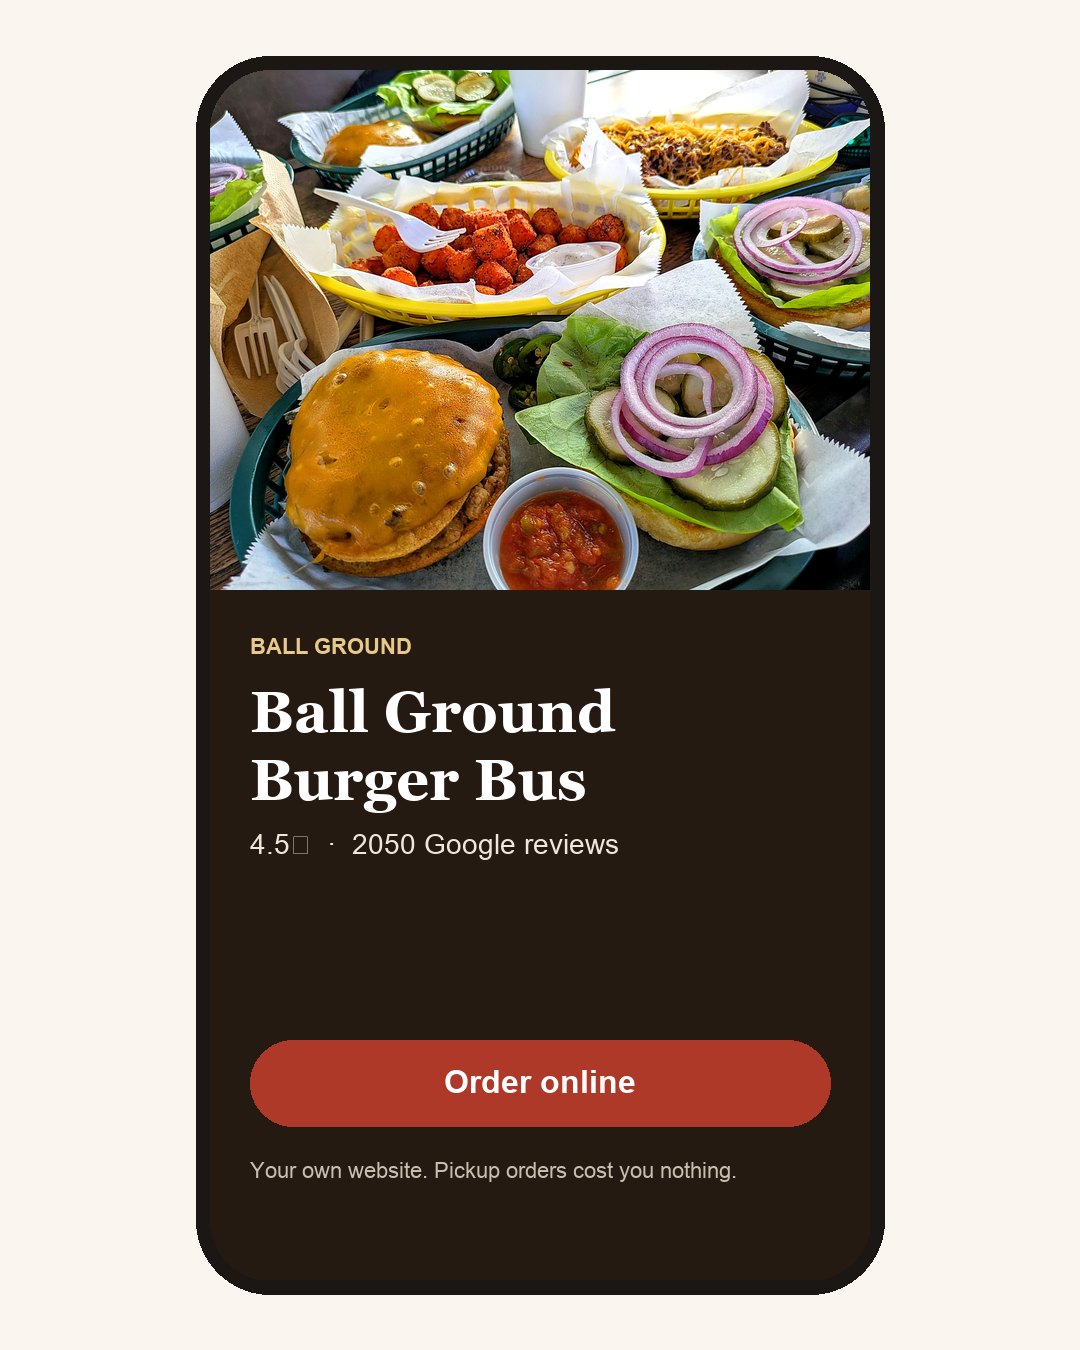 BALL GROUND
Ball Ground
Burger Bus
4.5□ · 2050 Google reviews
Order online
Your own website. Pickup orders cost you nothing.